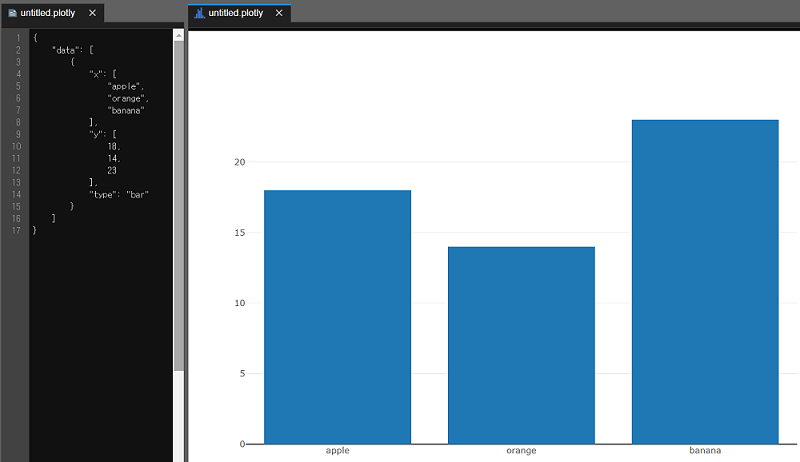 untitled.plotly
1 {
2 "data": [
3 {
4 "x": [
5 "apple",
6 "orange",
7 "banana"
8 ],
9 "y": [
10 18,
11 14,
12 23
13 ],
14 "type": "bar"
15 }
16 ]
17 }
untitled.plotly
20
15
10
5
0
apple orange banana